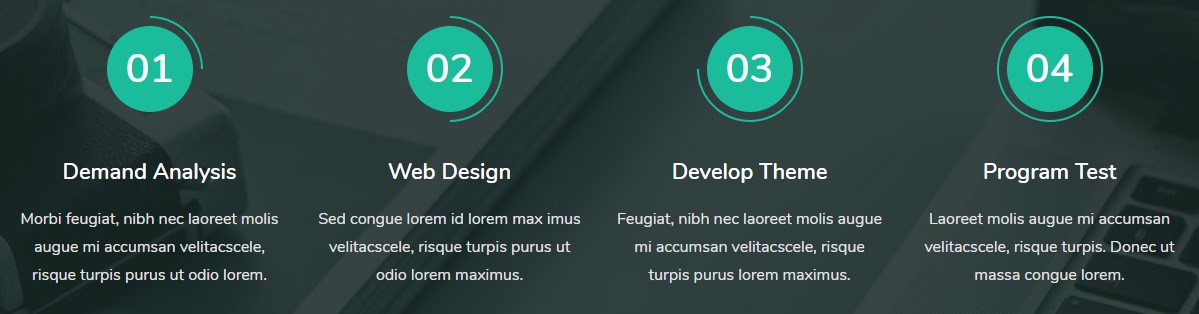 01
02
03
04
Demand Analysis
Web Design
Develop Theme
Program Test
Morbi feugiat, nibh nec laoreet molis
augue mi accumsan velitacscele,
risque turpis purus ut odio lorem.
Sed congue lorem id lorem max imus
velitacscele, risque turpis purus ut
odio lorem maximus.
Feugiat, nibh nec laoreet molis augue
mi accumsan velitacscele, risque
turpis purus lorem maximus.
Laoreet molis augue mi accumsan
velitacscele, risque turpis. Donec ut
massa congue lorem.